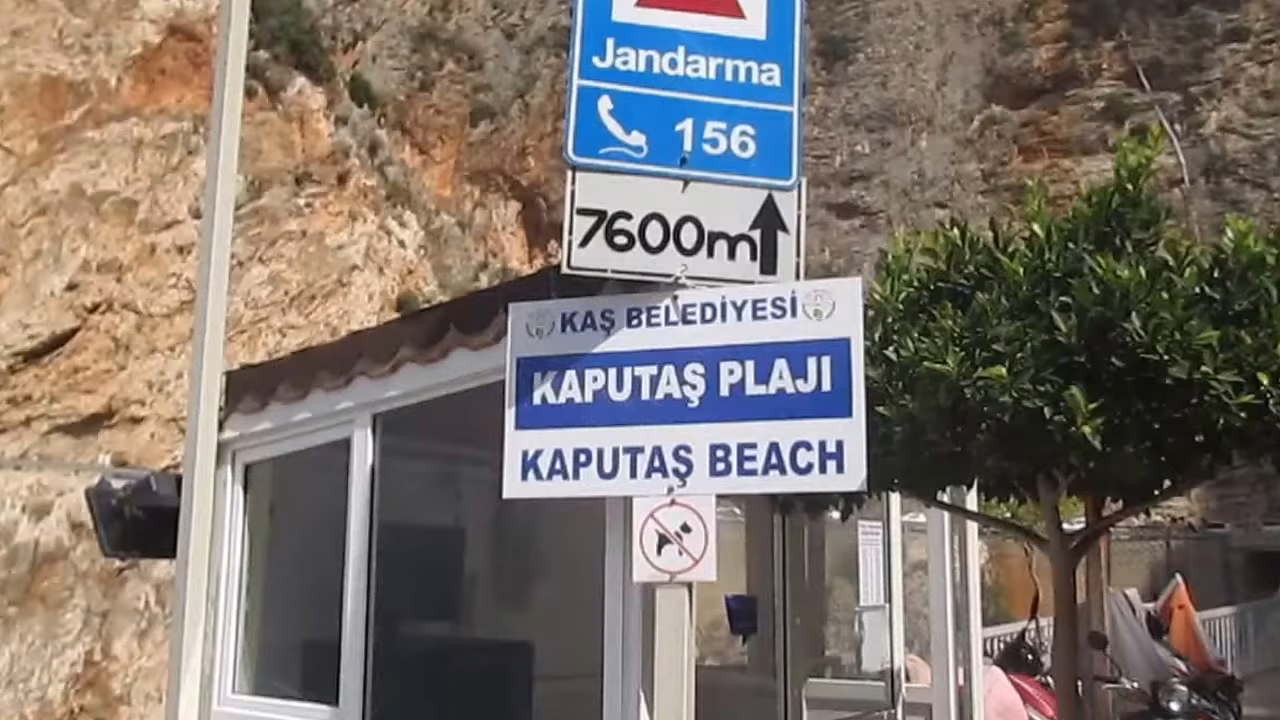 Jandarma
156
7600m
KAŞ BELEDİYESİ
KAPUTAŞ PLAJI
KAPUTAŞ BEACH